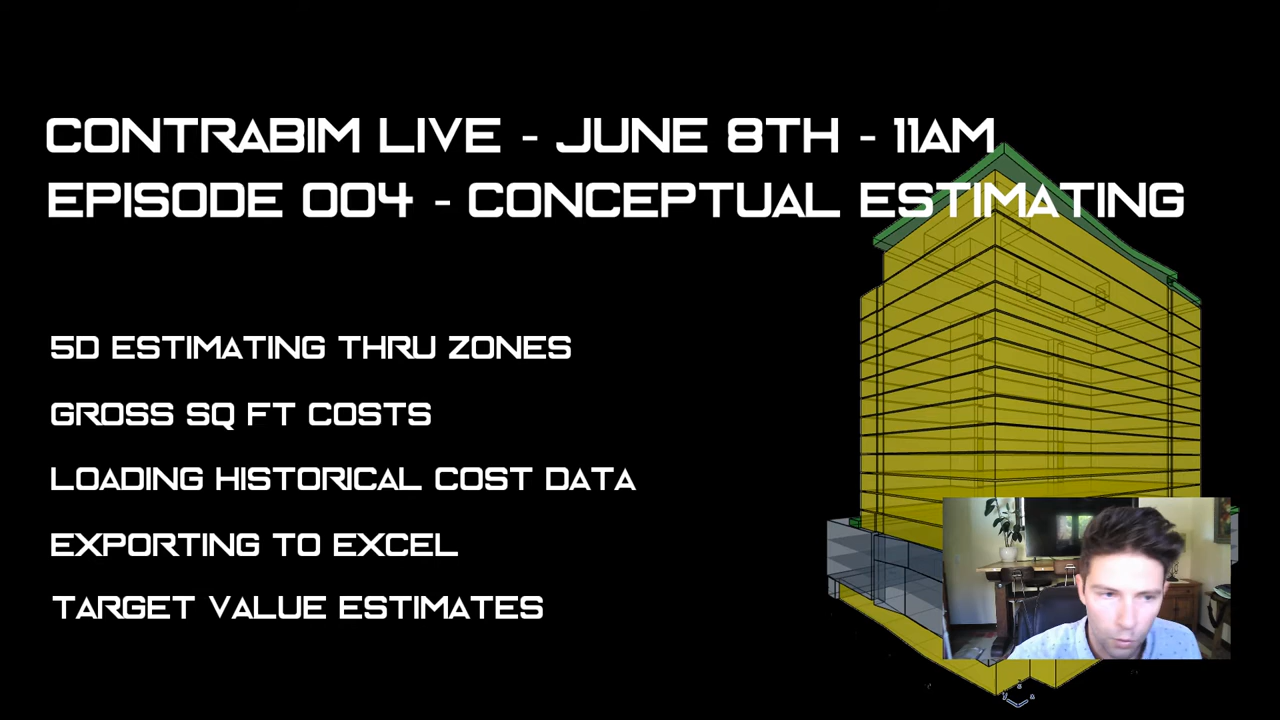 CONTRABIM LIVE - JUNE 8TH - 11AM
EPISODE 004 - CONCEPTUAL ESTIMATING
5D ESTIMATING THRU ZONES
GROSS SQ FT COSTS
LOADING HISTORICAL COST DATA
EXPORTING TO EXCEL
TARGET VALUE ESTIMATES